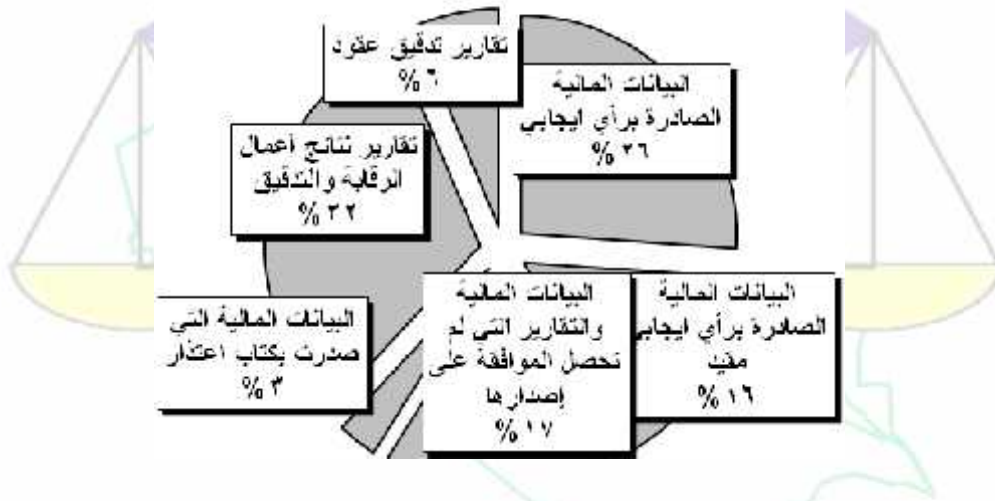 تقارير تدقيق عقود
٦ %
البيانات المالية
الصادرة برأي ايجابي
٢٦ %
تقارير نتائج أعمال
الرقابة والتدقيق
٣٢ %
البيانات المالية
الصادرة برأي ايجابي
مقيد
١٦ %
البيانات المالية
والتقارير التي لم
تحصل الموافقة على
إصدارها
١٧ %
البيانات المالية التي
صدرت بكتاب اعتذار
٣ %